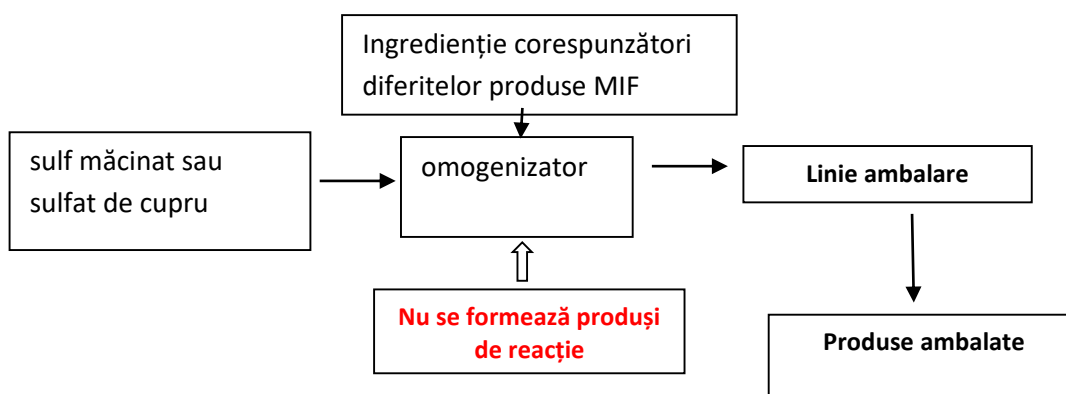 Ingrediențe corespunzători
diferitelor produse MIF
sulf măcinat sau
sulfat de cupru
omogenizator
Linie ambalare
Nu se formează produși
de reacție
Produse ambalate